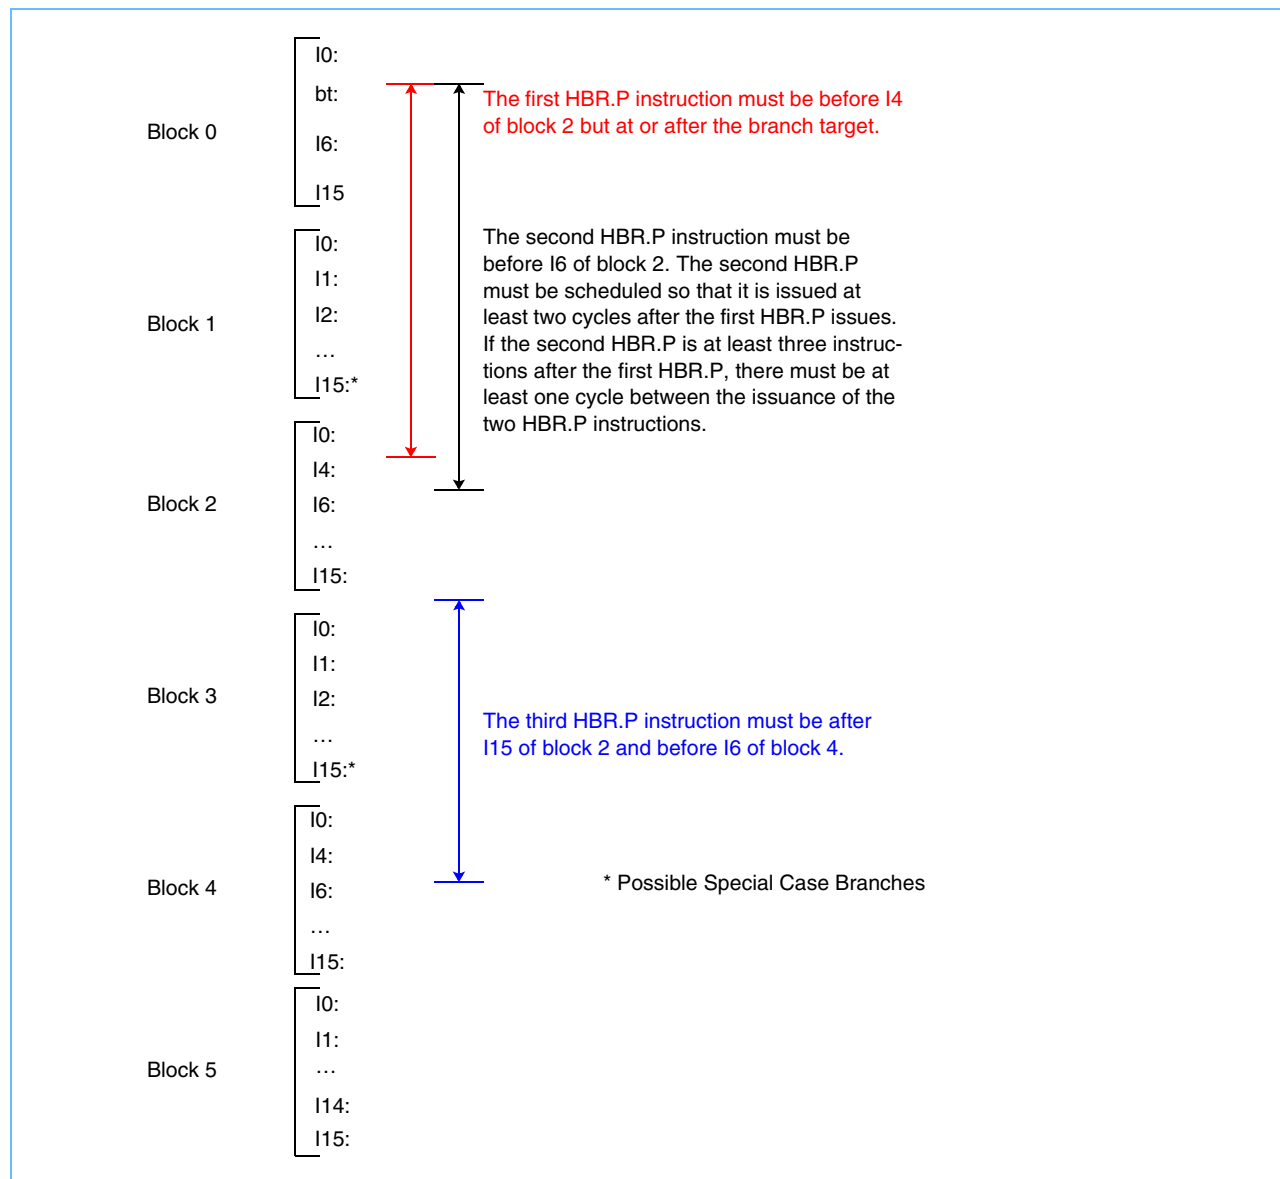 I0:
bt:
Block 0
I6:
I15
The first HBR.P instruction must be before I4
of block 2 but at or after the branch target.
I0:
I1:
Block 1
I2:
…
I15:*
The second HBR.P instruction must be
before I6 of block 2. The second HBR.P
must be scheduled so that it is issued at
least two cycles after the first HBR.P issues.
If the second HBR.P is at least three instruc-
tions after the first HBR.P, there must be at
least one cycle between the issuance of the
two HBR.P instructions.
I0:
I4:
Block 2
I6:
…
I15:
I0:
I1:
Block 3
I2:
…
I15:*
The third HBR.P instruction must be after
I15 of block 2 and before I6 of block 4.
I0:
I4:
Block 4
I6:
…
I15:
* Possible Special Case Branches
I0:
I1:
Block 5
…
I14:
I15: